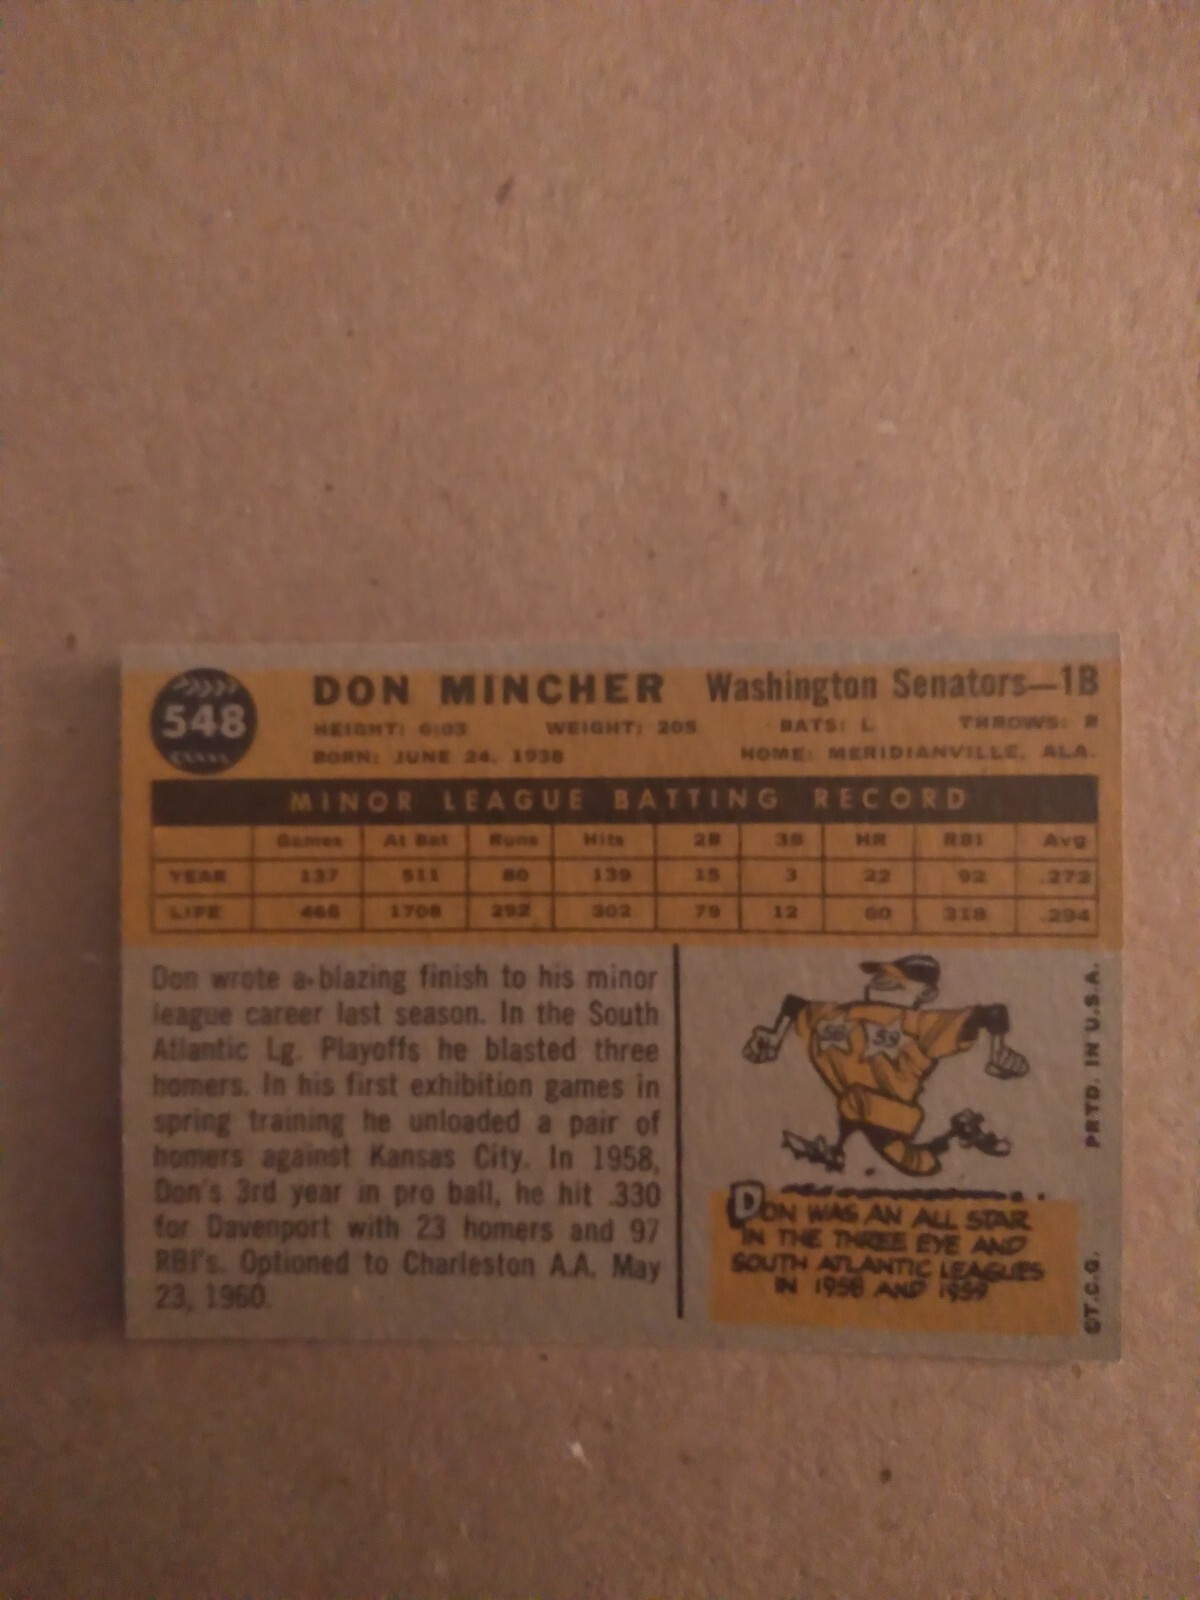 548
DON MINCHER Washington Senators—1B
HEIGHT: 6:03 WEIGHT: 205 BATS: L THROWS: R
BORN: JUNE 24, 1938 HOME: MERIDIANVILLE, ALA.
MINOR LEAGUE BATTING RECORD
Games At Bat Runs Hits 2B 3B HR RBI Avg
YEAR 137 511 80 139 15 3 22 92 .272
LIFE 466 1708 292 502 79 12 60 318 .294
Don wrote a blazing finish to his minor
league career last season. In the South
Atlantic Lg. Playoffs he blasted three
homers. In his first exhibition games in
spring training he unloaded a pair of
homers against Kansas City. In 1958,
Don's 3rd year in pro ball, he hit .330
for Davenport with 23 homers and 97
RBI's. Optioned to Charleston A.A. May
23, 1960.
58 59
DON WAS AN ALL STAR
IN THE THREE EYE AND
SOUTH ATLANTIC LEAGUES
IN 1958 AND 1959
©T.C.G. PRTD. IN U.S.A.